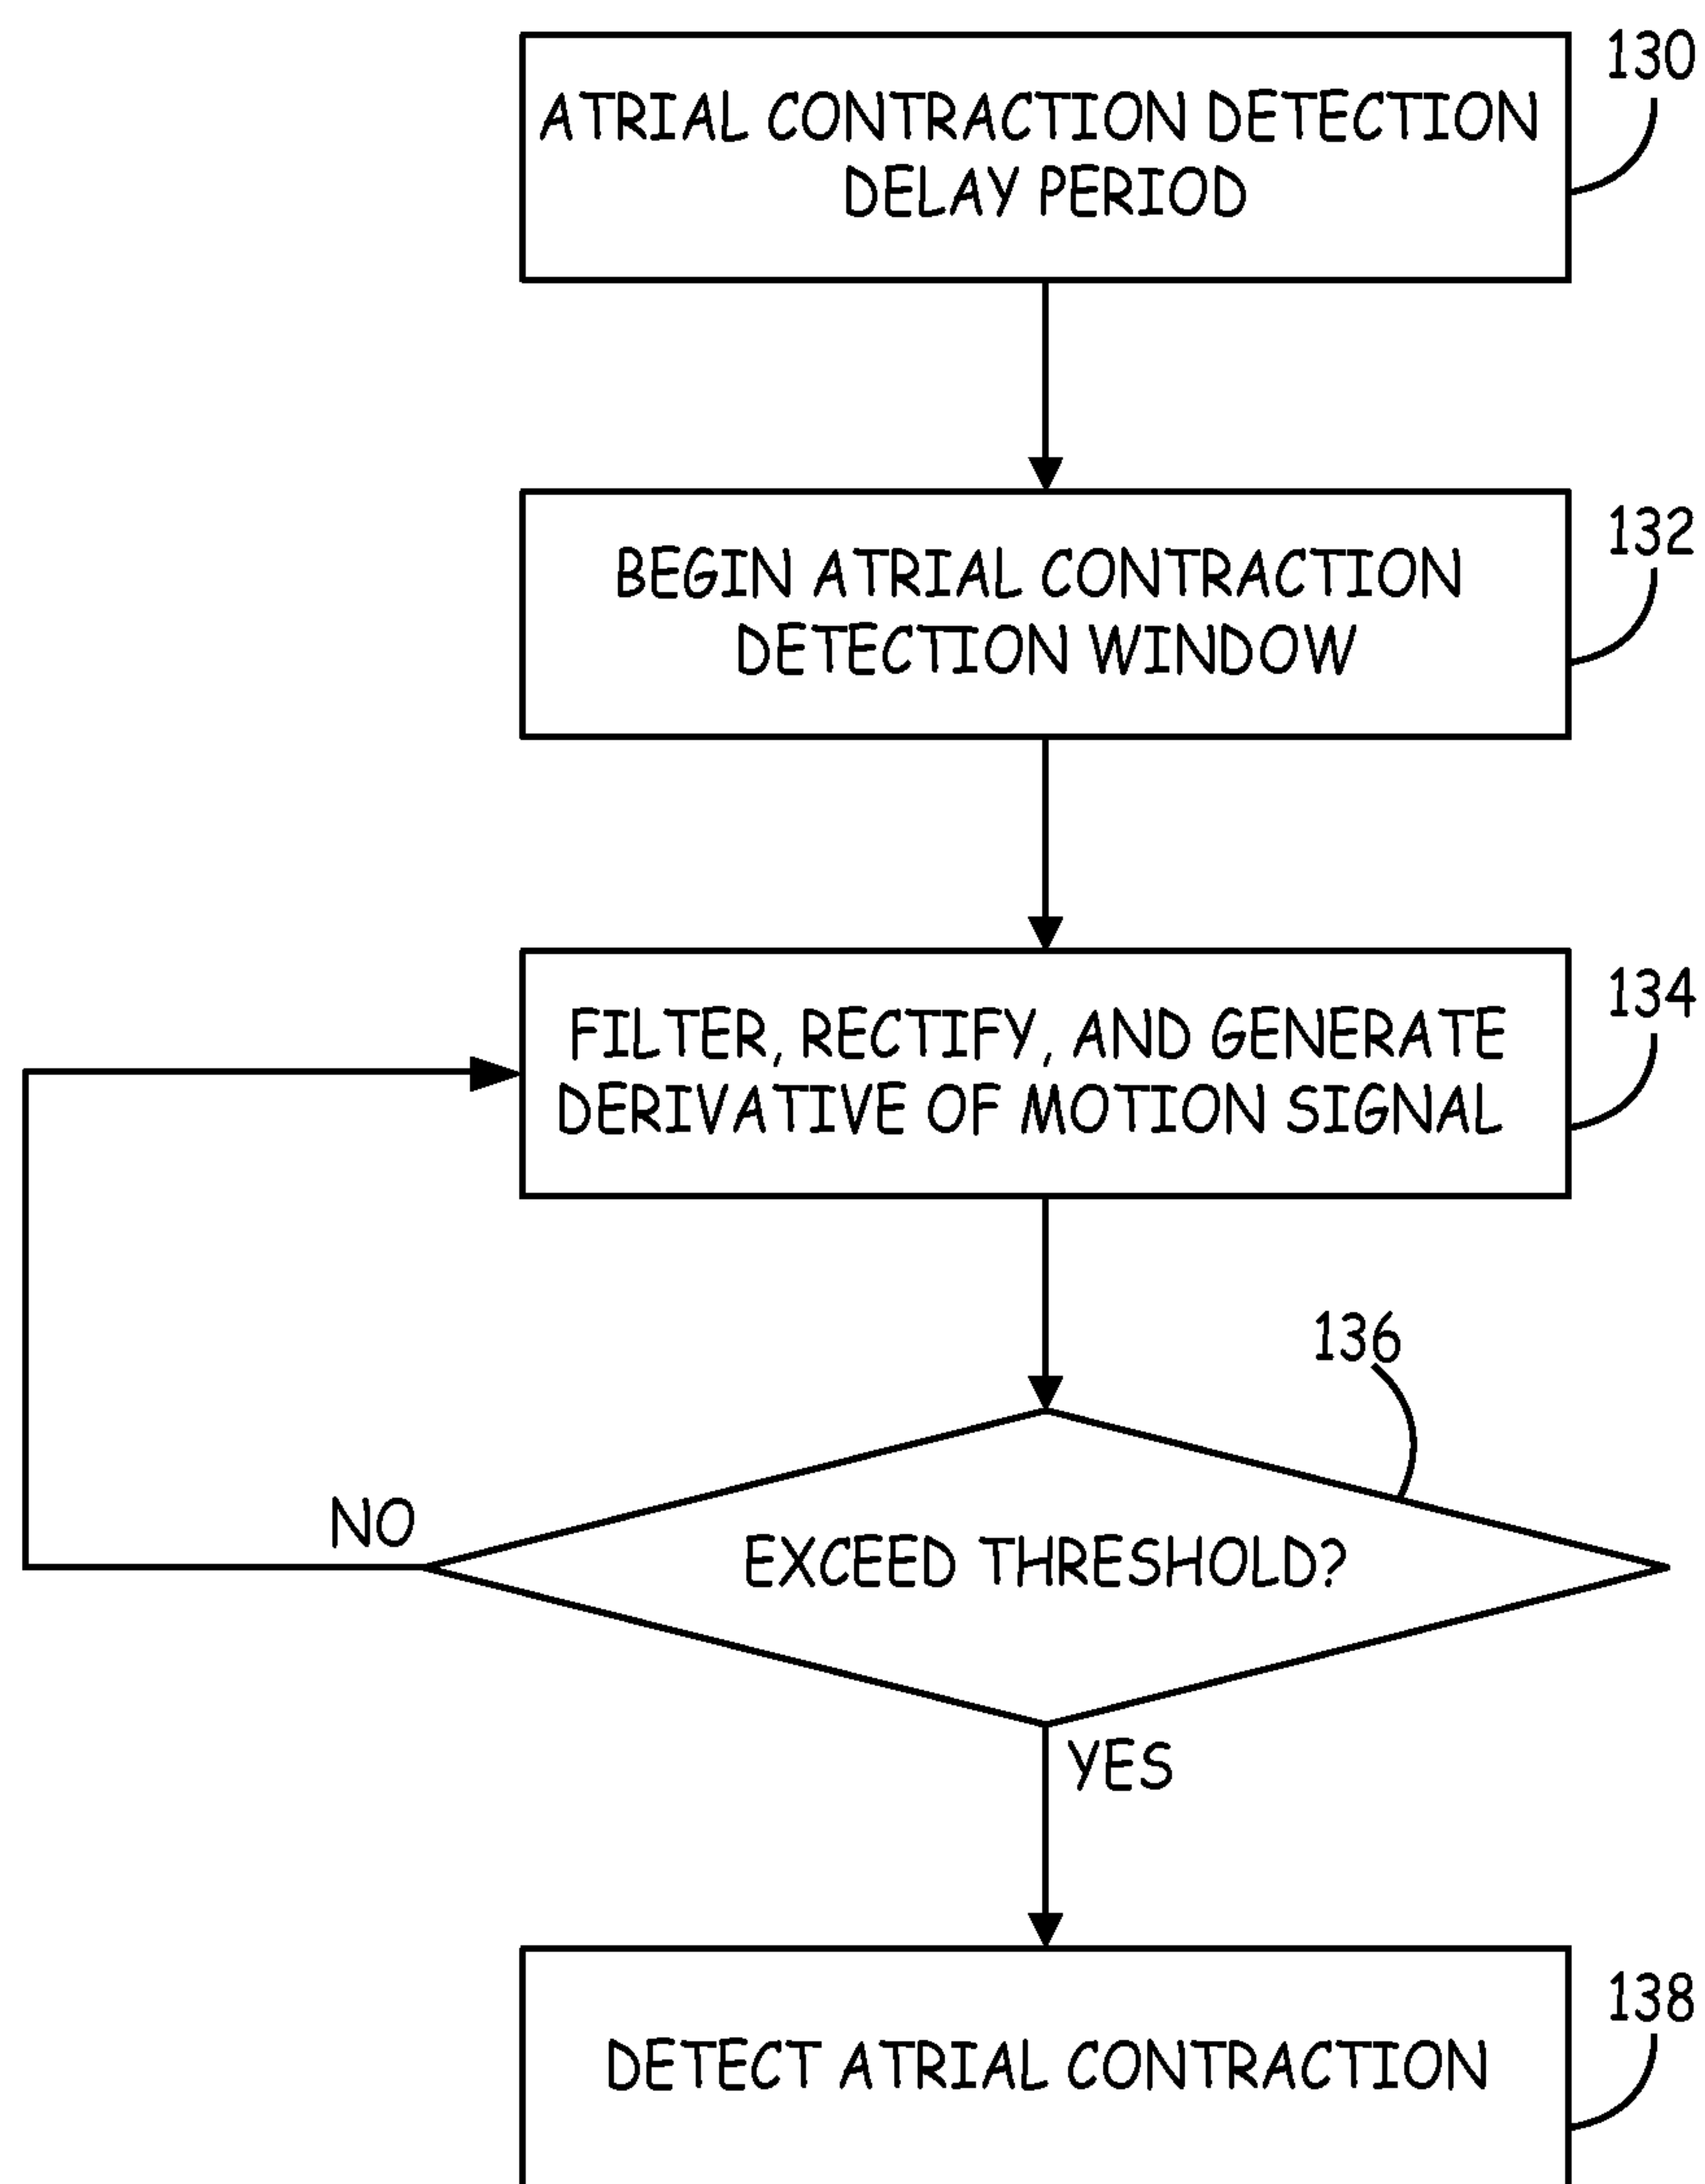 130
ATRIAL CONTRACTION DETECTION
DELAY PERIOD
132
BEGIN ATRIAL CONTRACTION
DETECTION WINDOW
134
FILTER, RECTIFY, AND GENERATE
DERIVATIVE OF MOTION SIGNAL
136
NO
EXCEED THRESHOLD?
YES
138
DETECT ATRIAL CONTRACTION